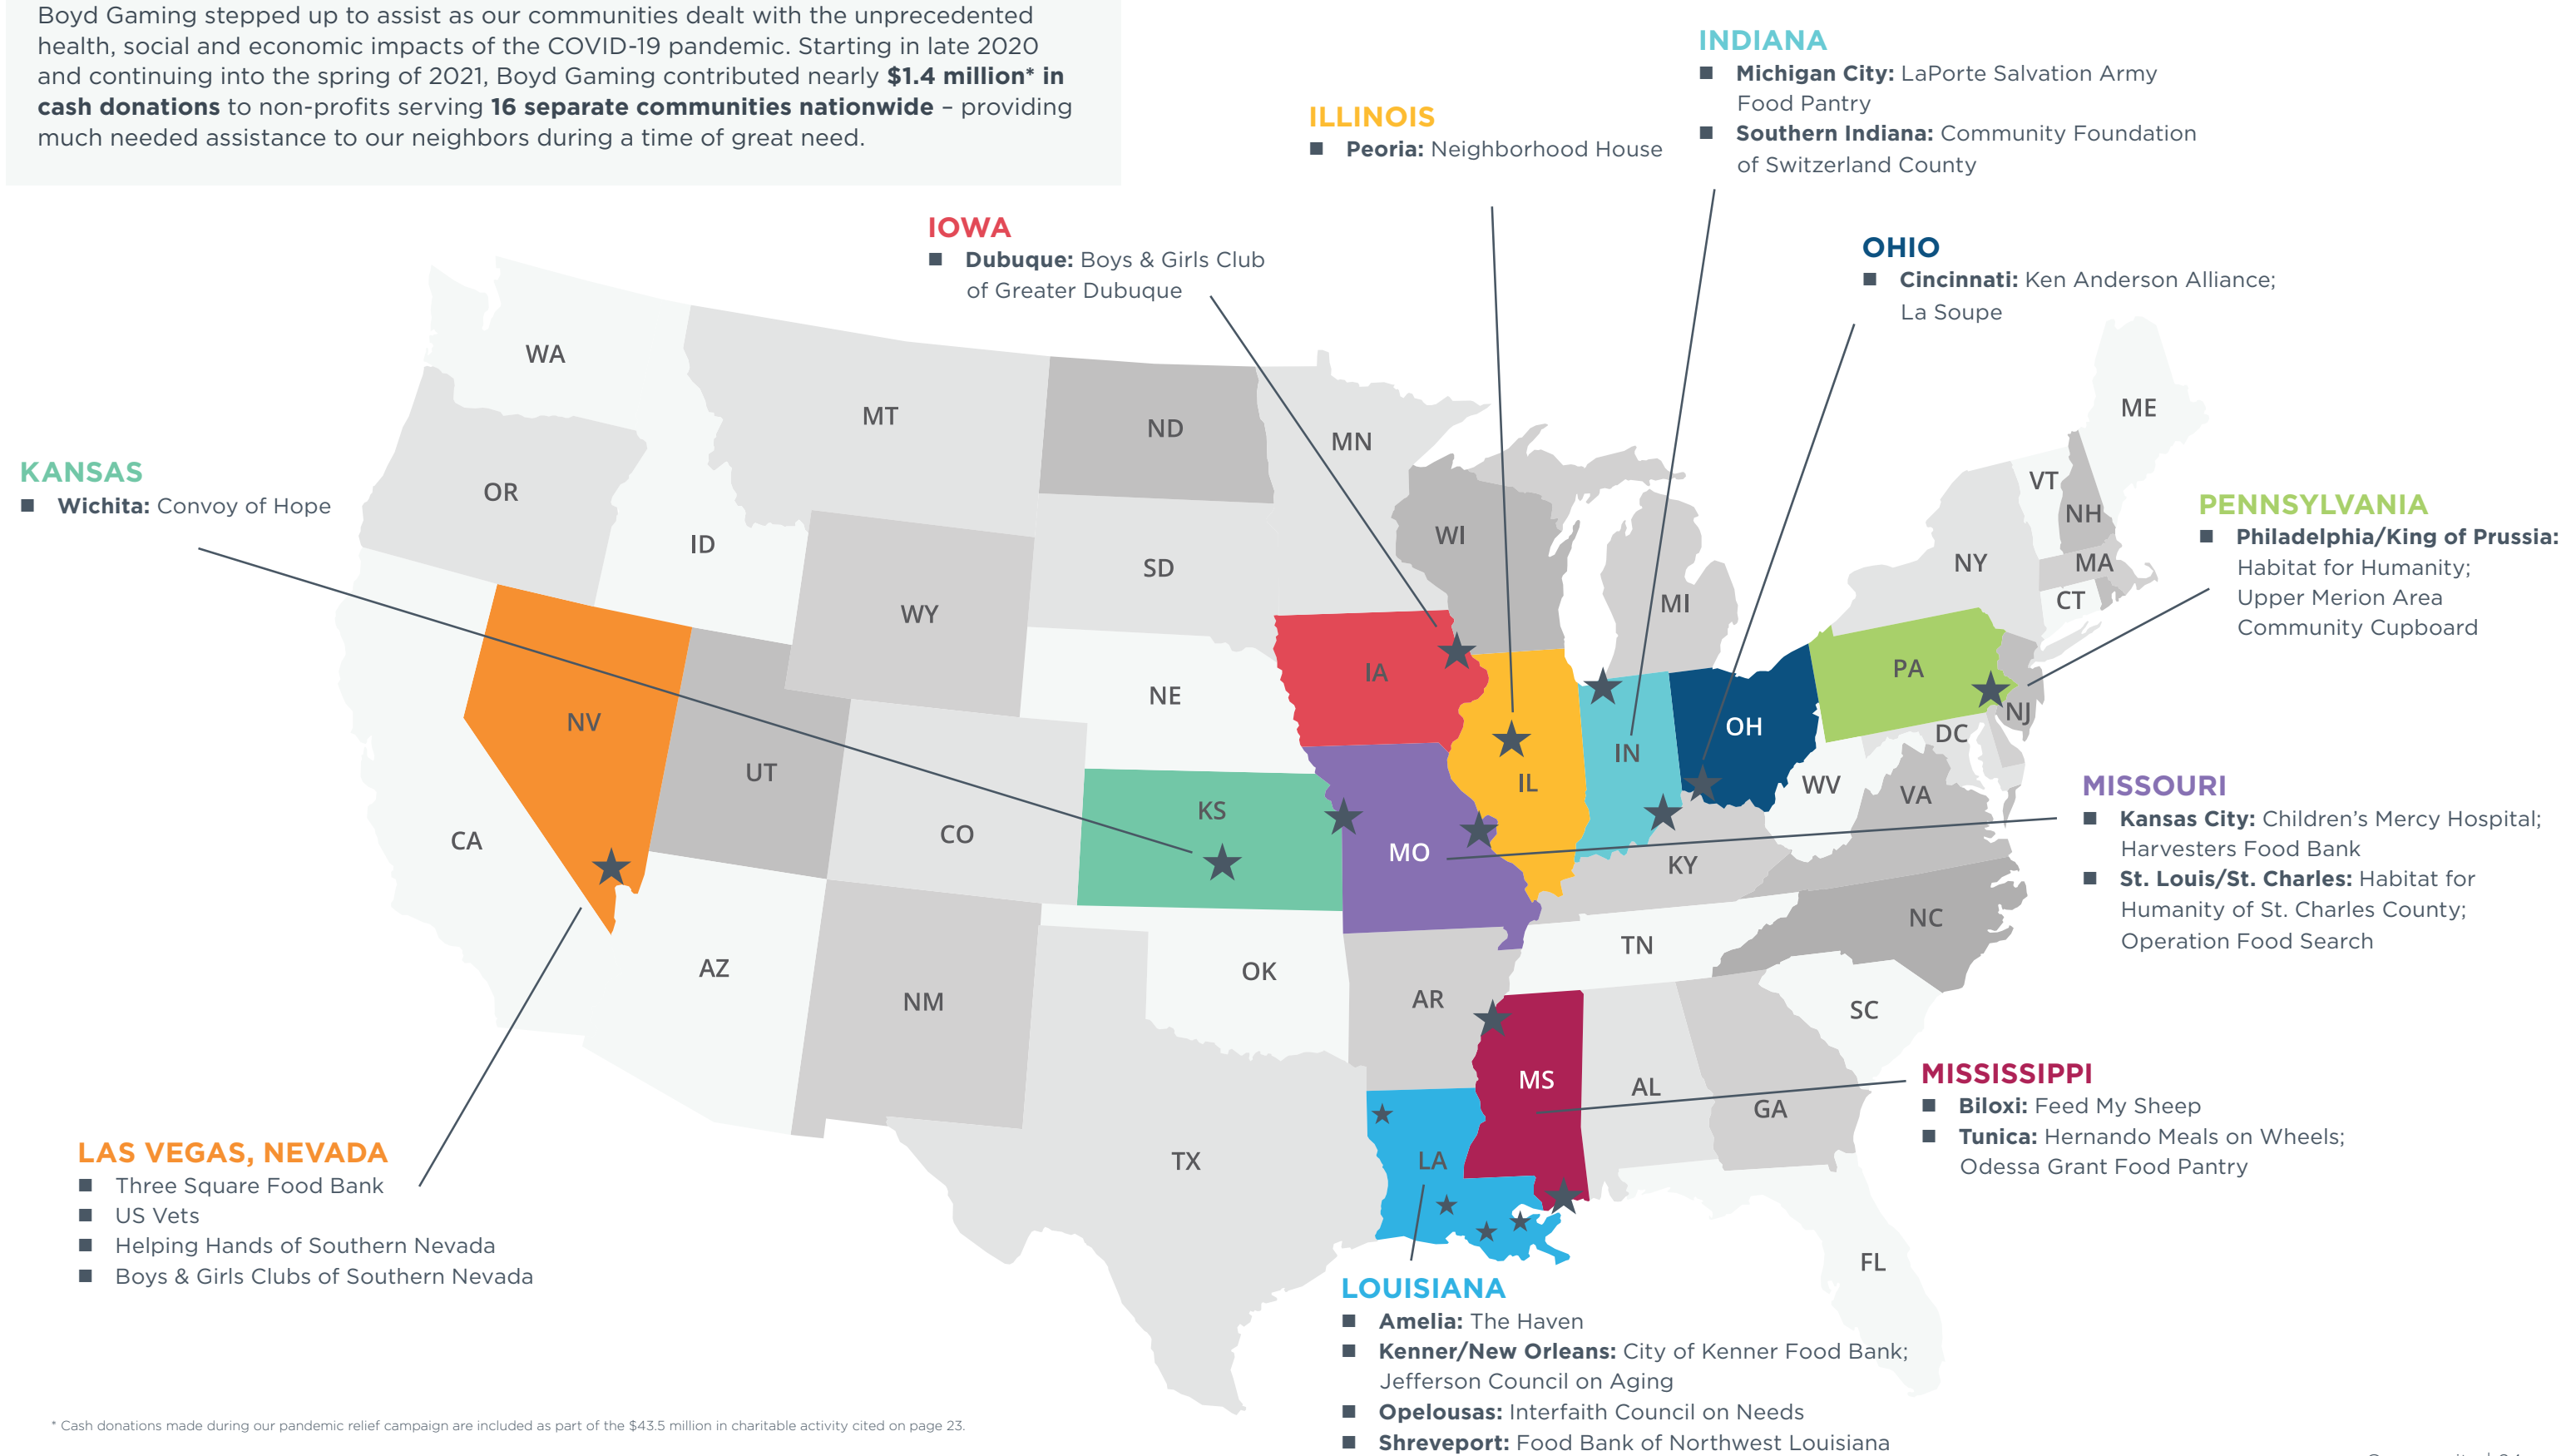 Boyd Gaming stepped up to assist as our communities dealt with the unprecedented
health, social and economic impacts of the COVID-19 pandemic. Starting in late 2020
and continuing into the spring of 2021, Boyd Gaming contributed nearly $1.4 million* in
cash donations to non-profits serving 16 separate communities nationwide – providing
much needed assistance to our neighbors during a time of great need.
INDIANA
■ Michigan City: LaPorte Salvation Army
Food Pantry
■ Southern Indiana: Community Foundation
of Switzerland County
ILLINOIS
■ Peoria: Neighborhood House
IOWA
■ Dubuque: Boys & Girls Club
of Greater Dubuque
OHIO
■ Cincinnati: Ken Anderson Alliance;
La Soupe
KANSAS
■ Wichita: Convoy of Hope
PENNSYLVANIA
■ Philadelphia/King of Prussia:
Habitat for Humanity;
Upper Merion Area
Community Cupboard
MISSOURI
■ Kansas City: Children's Mercy Hospital;
Harvesters Food Bank
■ St. Louis/St. Charles: Habitat for
Humanity of St. Charles County;
Operation Food Search
MISSISSIPPI
■ Biloxi: Feed My Sheep
■ Tunica: Hernando Meals on Wheels;
Odessa Grant Food Pantry
LAS VEGAS, NEVADA
■ Three Square Food Bank
■ US Vets
■ Helping Hands of Southern Nevada
■ Boys & Girls Clubs of Southern Nevada
LOUISIANA
■ Amelia: The Haven
■ Kenner/New Orleans: City of Kenner Food Bank;
Jefferson Council on Aging
■ Opelousas: Interfaith Council on Needs
■ Shreveport: Food Bank of Northwest Louisiana
WA
MT
ND
MN
ME
OR
ID
SD
WI
MI
VT
NH
NY
MA
CT
WY
NE
IA
PA
NJ
NV
UT
CO
KS
MO
IL
IN
OH
DC
WV
VA
CA
KY
NC
AZ
NM
OK
AR
TN
SC
MS
AL
GA
TX
LA
FL
* Cash donations made during our pandemic relief campaign are included as part of the $43.5 million in charitable activity cited on page 23.